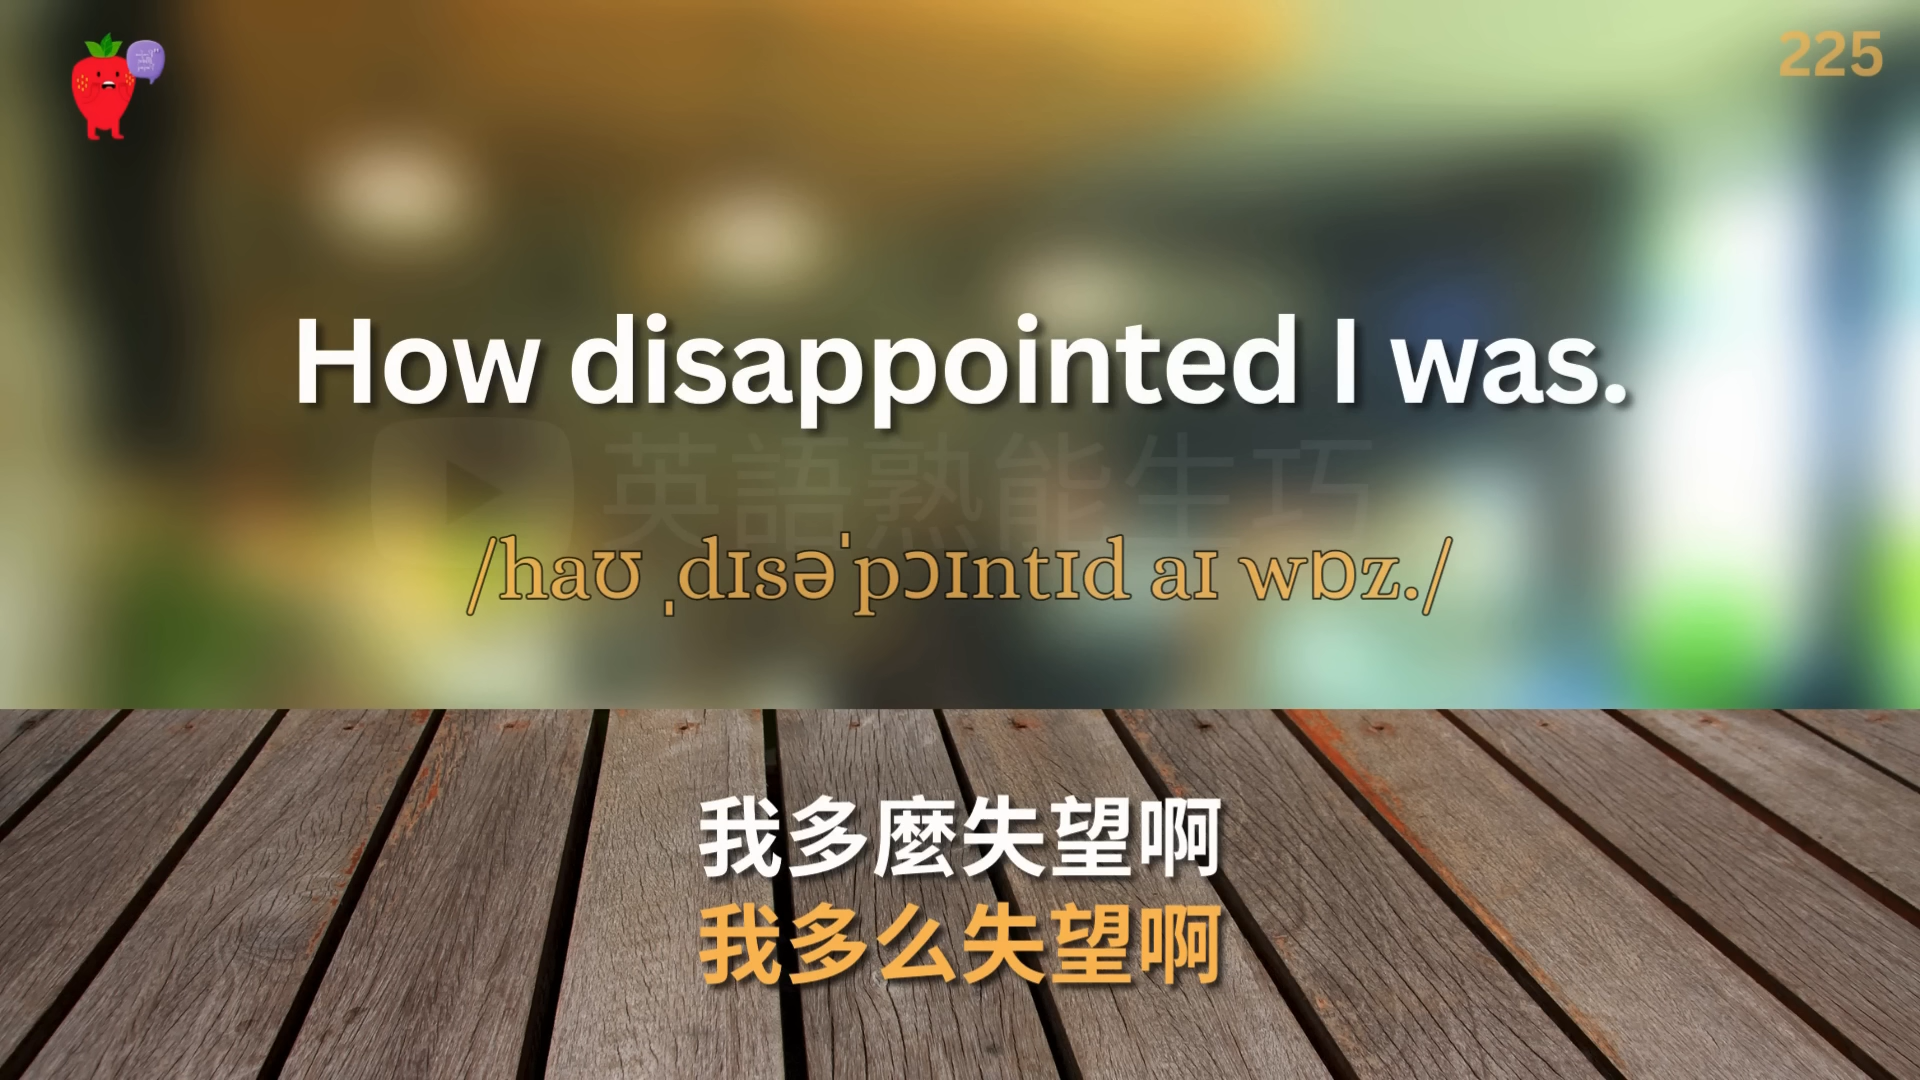 225
How disappointed I was.
英語熟能生巧
/haʊ ˌdɪsəˈpɔɪntɪd aɪ wɒz./
我多麼失望啊
我多么失望啊